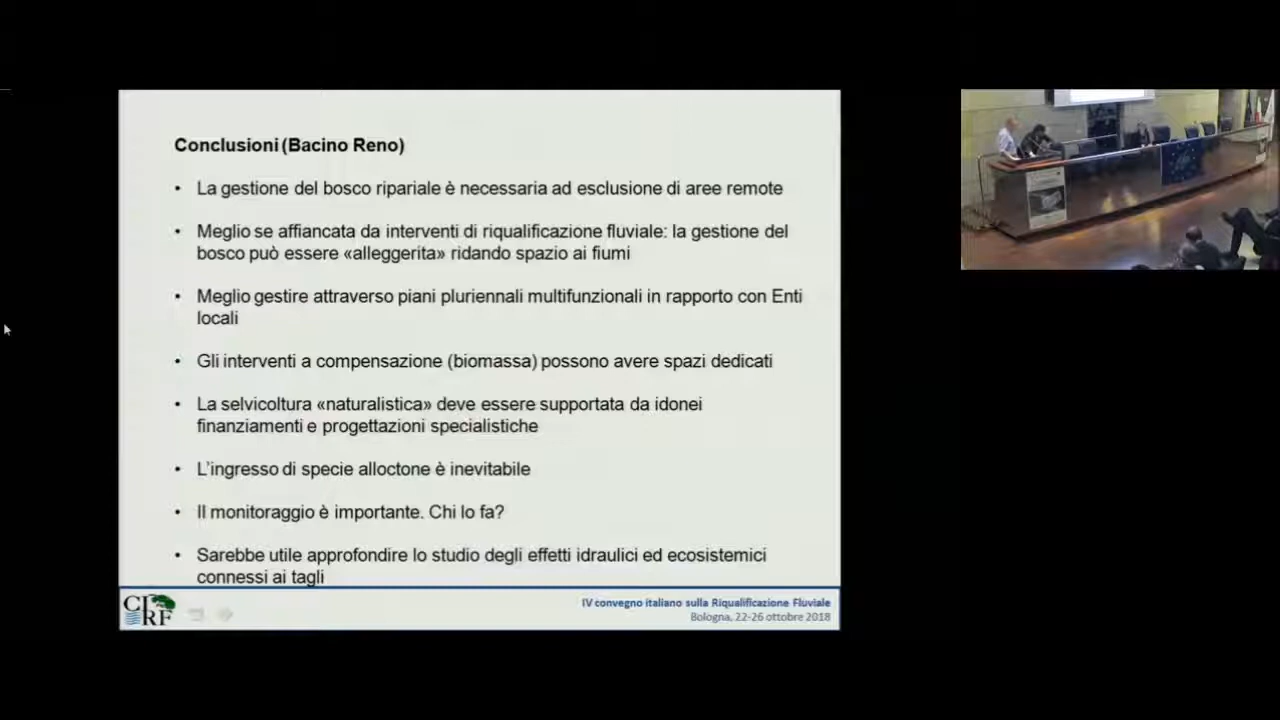 Conclusioni (Bacino Reno)
• La gestione del bosco ripariale è necessaria ad esclusione di aree remote
• Meglio se affiancata da interventi di riqualificazione fluviale: la gestione del
bosco può essere «alleggerita» ridando spazio ai fiumi
• Meglio gestire attraverso piani pluriennali multifunzionali in rapporto con Enti
locali
• Gli interventi a compensazione (biomassa) possono avere spazi dedicati
• La selvicoltura «naturalistica» deve essere supportata da idonei
finanziamenti e progettazioni specialistiche
• L'ingresso di specie alloctone è inevitabile
• Il monitoraggio è importante. Chi lo fa?
• Sarebbe utile approfondire lo studio degli effetti idraulici ed ecosistemici
connessi ai tagli
CIRF
IV convegno italiano sulla Riqualificazione Fluviale
Bologna, 22-26 ottobre 2018